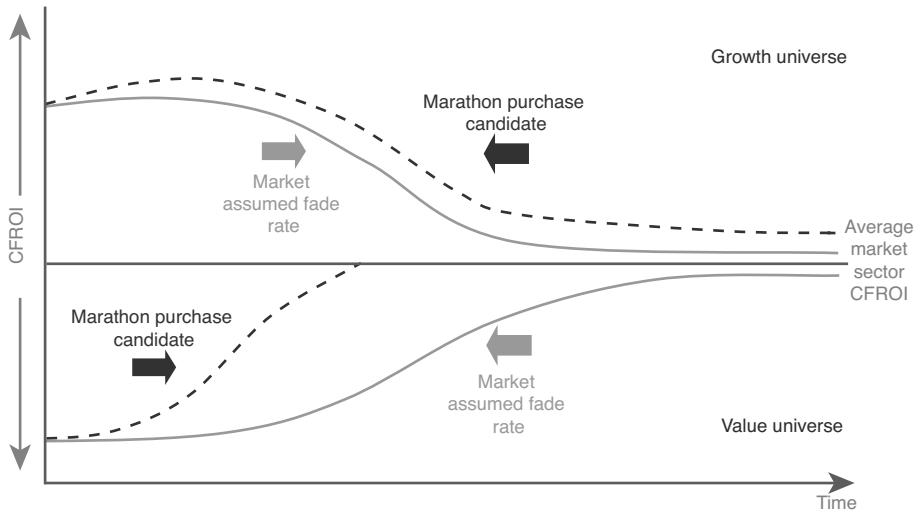 Growth universe
Marathon purchase
candidate
Market
assumed fade
rate
CFROI
Average
market
sector
CFROI
Marathon purchase
candidate
Market
assumed fade
rate
Value universe
Time